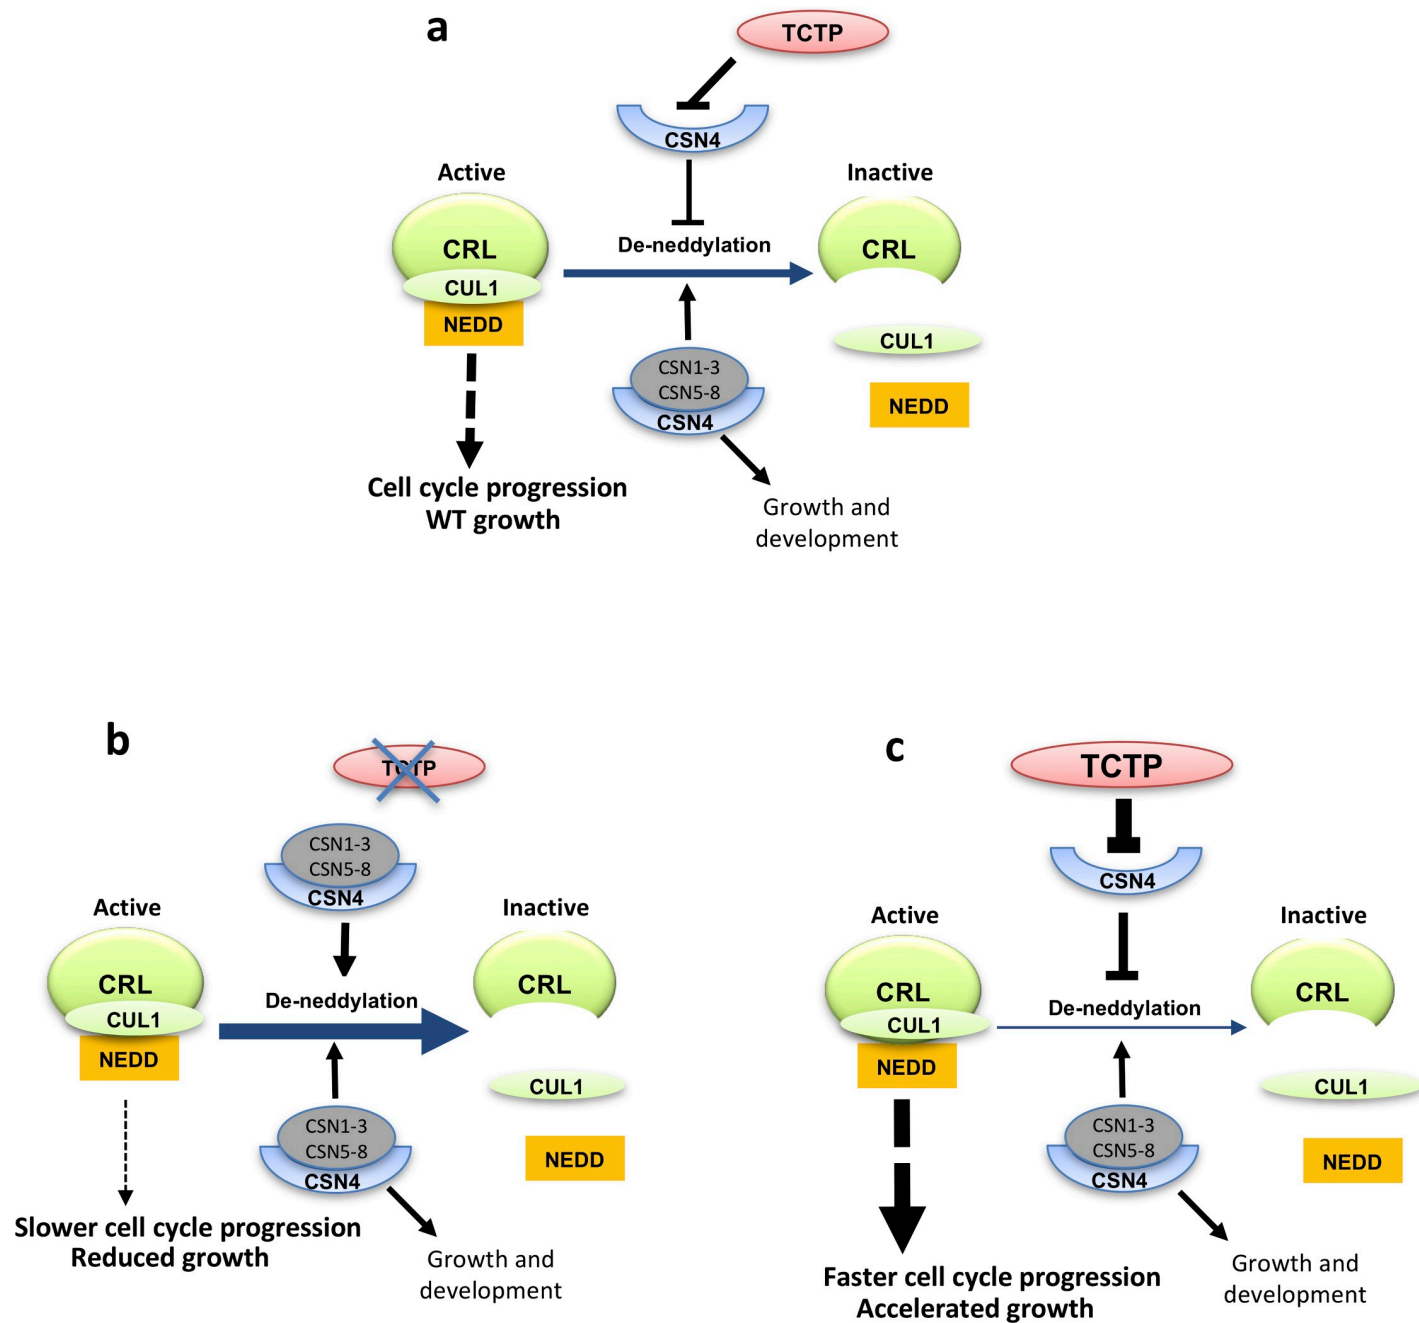 a
TCTP
CSN4
Active
Inactive
CRL
De-neddylation
CRL
CUL1
NEDD
CUL1
CSN1-3
CSN5-8
CSN4
NEDD
Cell cycle progression
WT growth
Growth and
development
b
TCTP
CSN1-3
CSN5-8
CSN4
Active
Inactive
CRL
De-neddylation
CRL
CUL1
NEDD
CUL1
CSN1-3
CSN5-8
CSN4
NEDD
Slower cell cycle progression
Reduced growth
Growth and
development
c
TCTP
CSN4
Active
Inactive
CRL
De-neddylation
CRL
CUL1
NEDD
CUL1
CSN1-3
CSN5-8
CSN4
NEDD
Faster cell cycle progression
Accelerated growth
Growth and
development